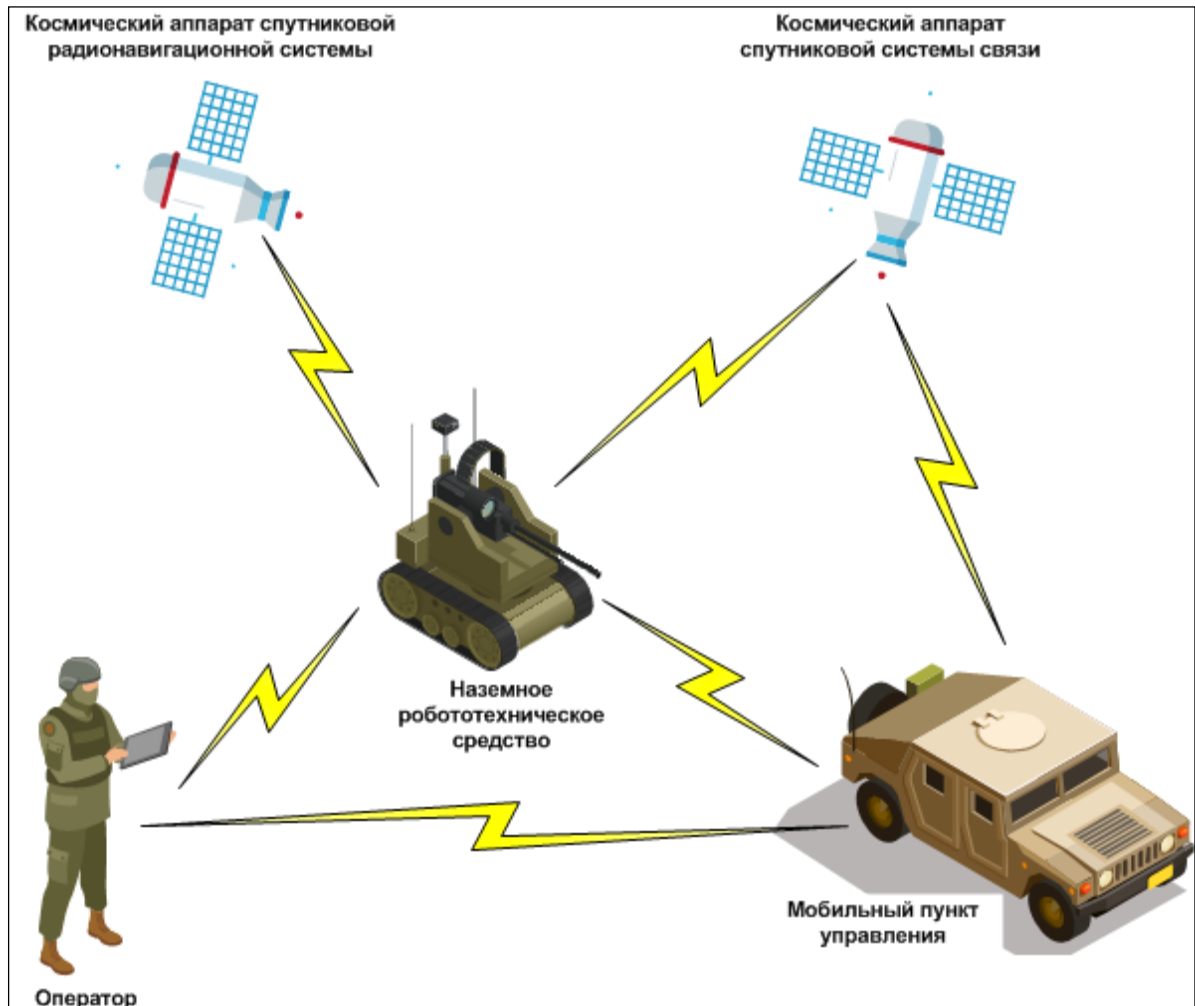 Космический аппарат спутниковой
радионавигационной системы
Космический аппарат
спутниковой системы связи
Наземное
робототехническое
средство
Мобильный пункт
управления
Оператор